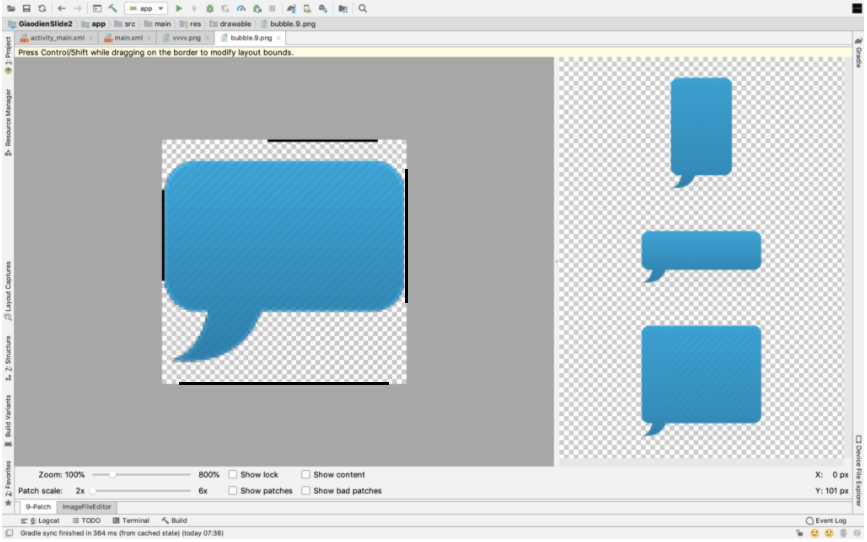 app
GiaodienSlide2 app src main res drawable bubble.9.png
activity_main.xml main.xml vvvv.png bubble.9.png
Press Control/Shift while dragging on the border to modify layout bounds.
1: Project
Resource Manager
Layout Captures
Z: Structure
Build Variants
2: Favorites
Gradle
Device File Explorer
Zoom: 100% 800% Show lock Show content X: 0 px
Patch scale: 2x 6x Show patches Show bad patches Y: 101 px
9-Patch ImageFileEditor
6: Logcat TODO Terminal Build Event Log
Gradle sync finished in 364 ms (from cached state) (today 07:36)